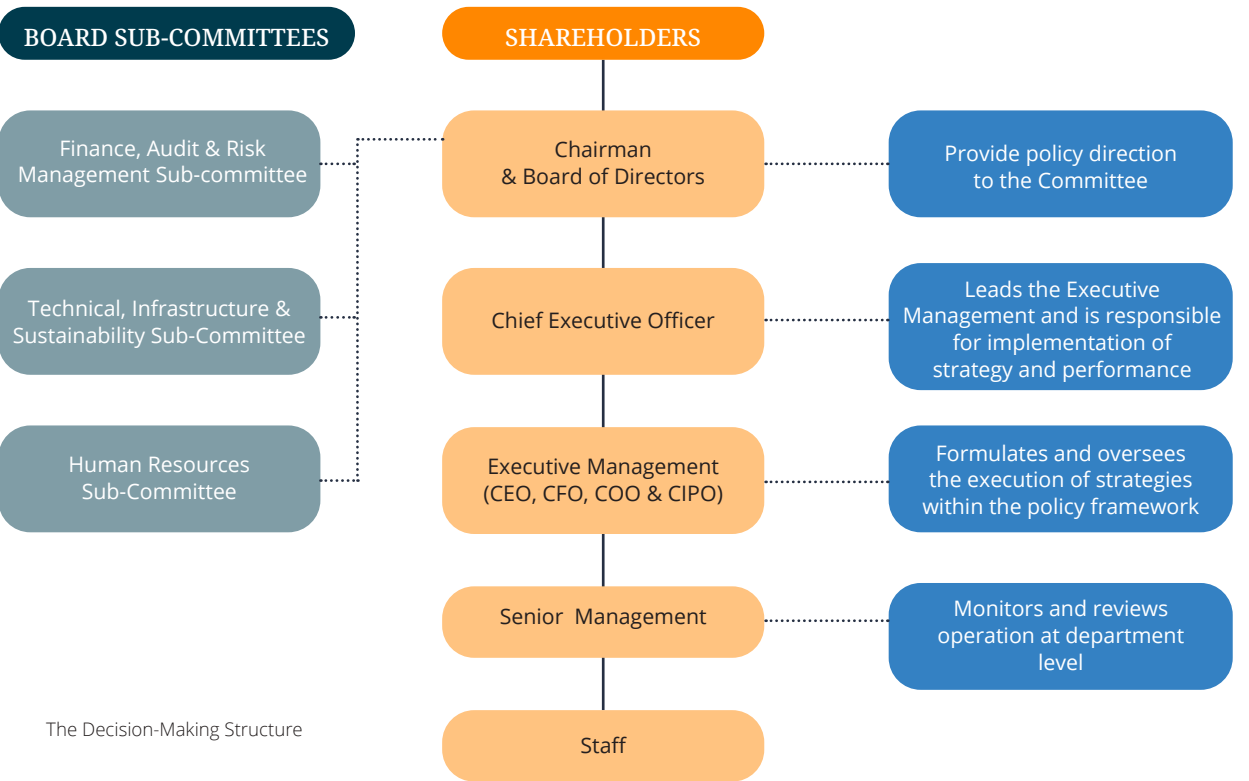 BOARD SUB-COMMITTEES
SHAREHOLDERS
Finance, Audit & Risk
Management Sub-committee
Chairman
& Board of Directors
Provide policy direction
to the Committee
Technical, Infrastructure &
Sustainability Sub-Committee
Chief Executive Officer
Leads the Executive
Management and is responsible
for implementation of
strategy and performance
Human Resources
Sub-Committee
Executive Management
(CEO, CFO, COO & CIPO)
Formulates and oversees
the execution of strategies
within the policy framework
Senior Management
Monitors and reviews
operation at department
level
The Decision-Making Structure
Staff